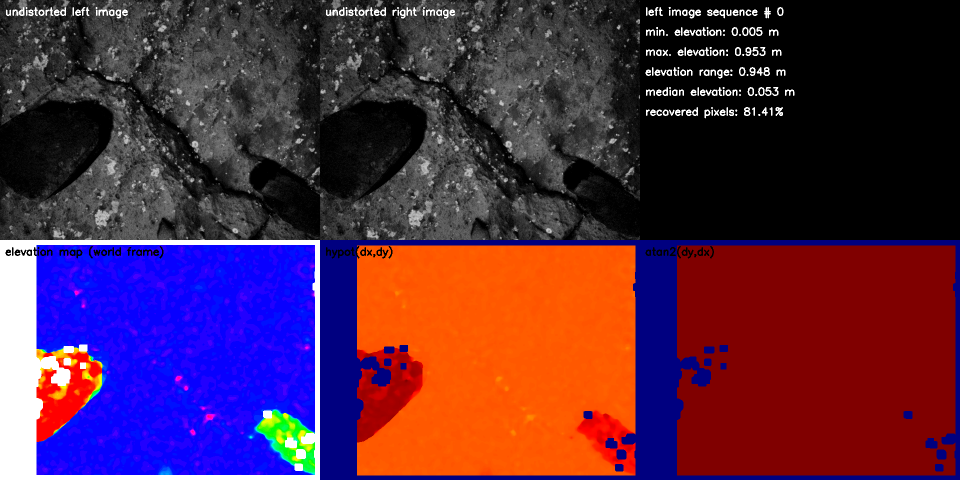 undistorted left image
undistorted right image
left image sequence # 0
min. elevation: 0.005 m
max. elevation: 0.953 m
elevation range: 0.948 m
median elevation: 0.053 m
recovered pixels: 81.41%
elevation map (world frame)
hypot(dx,dy)
atan2(dy,dx)